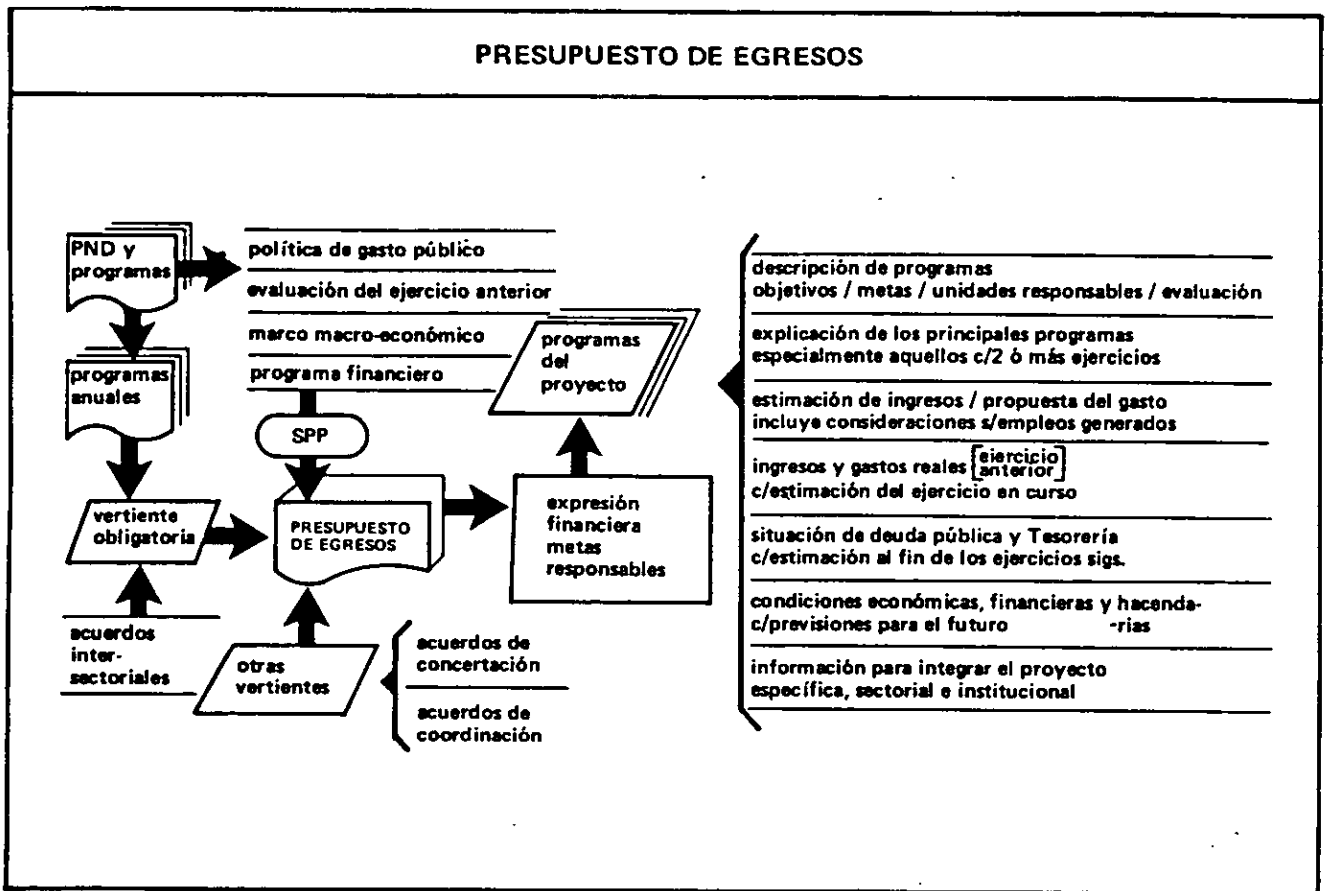 PRESUPUESTO DE EGRESOS
PND y
programas
política de gasto público
evaluación del ejercicio anterior
marco macro-económico
programa financiero
programas
anuales
SPP
vertiente
obligatoria
PRESUPUESTO
DE EGRESOS
acuerdos
inter-
sectoriales
otras
vertientes
acuerdos de
concertación
acuerdos de
coordinación
expresión
financiera
metas
responsables
programas
del
proyecto
descripción de programas
objetivos / metas / unidades responsables / evaluación
explicación de los principales programas
especialmente aquellos c/2 ó más ejercicios
estimación de ingresos / propuesta del gasto
incluye consideraciones s/empleos generados
ingresos y gastos reales [ejercicio
anterior]
c/estimación del ejercicio en curso
situación de deuda pública y Tesorería
c/estimación al fin de los ejercicios sigs.
condiciones económicas, financieras y hacenda-
c/previsiones para el futuro -rias
información para integrar el proyecto
específica, sectorial e institucional